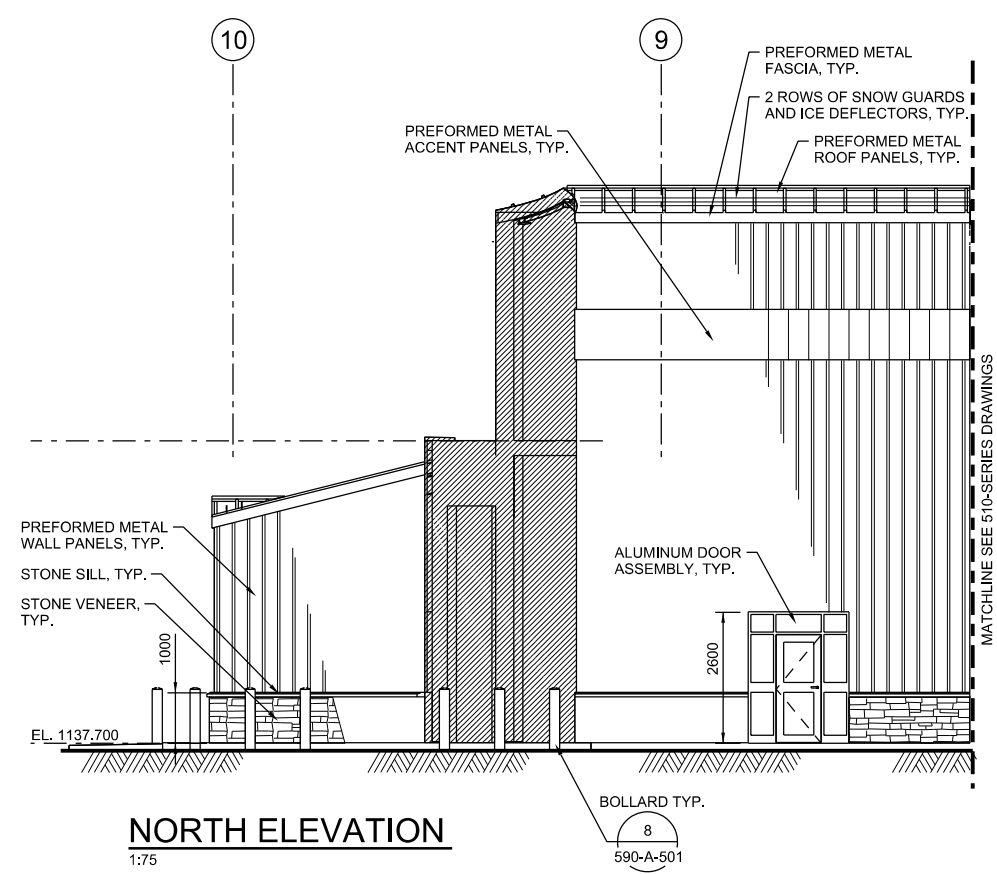 10
9
PREFORMED METAL
FASCIA, TYP.
2 ROWS OF SNOW GUARDS
AND ICE DEFLECTORS, TYP.
PREFORMED METAL
ACCENT PANELS, TYP.
PREFORMED METAL
ROOF PANELS, TYP.
MATCHLINE SEE 510-SERIES DRAWINGS
PREFORMED METAL
WALL PANELS, TYP.
STONE SILL, TYP.
STONE VENEER,
TYP.
ALUMINUM DOOR
ASSEMBLY, TYP.
1000
2600
EL. 1137.700
BOLLARD TYP.
8
590-A-501
NORTH ELEVATION
1:75